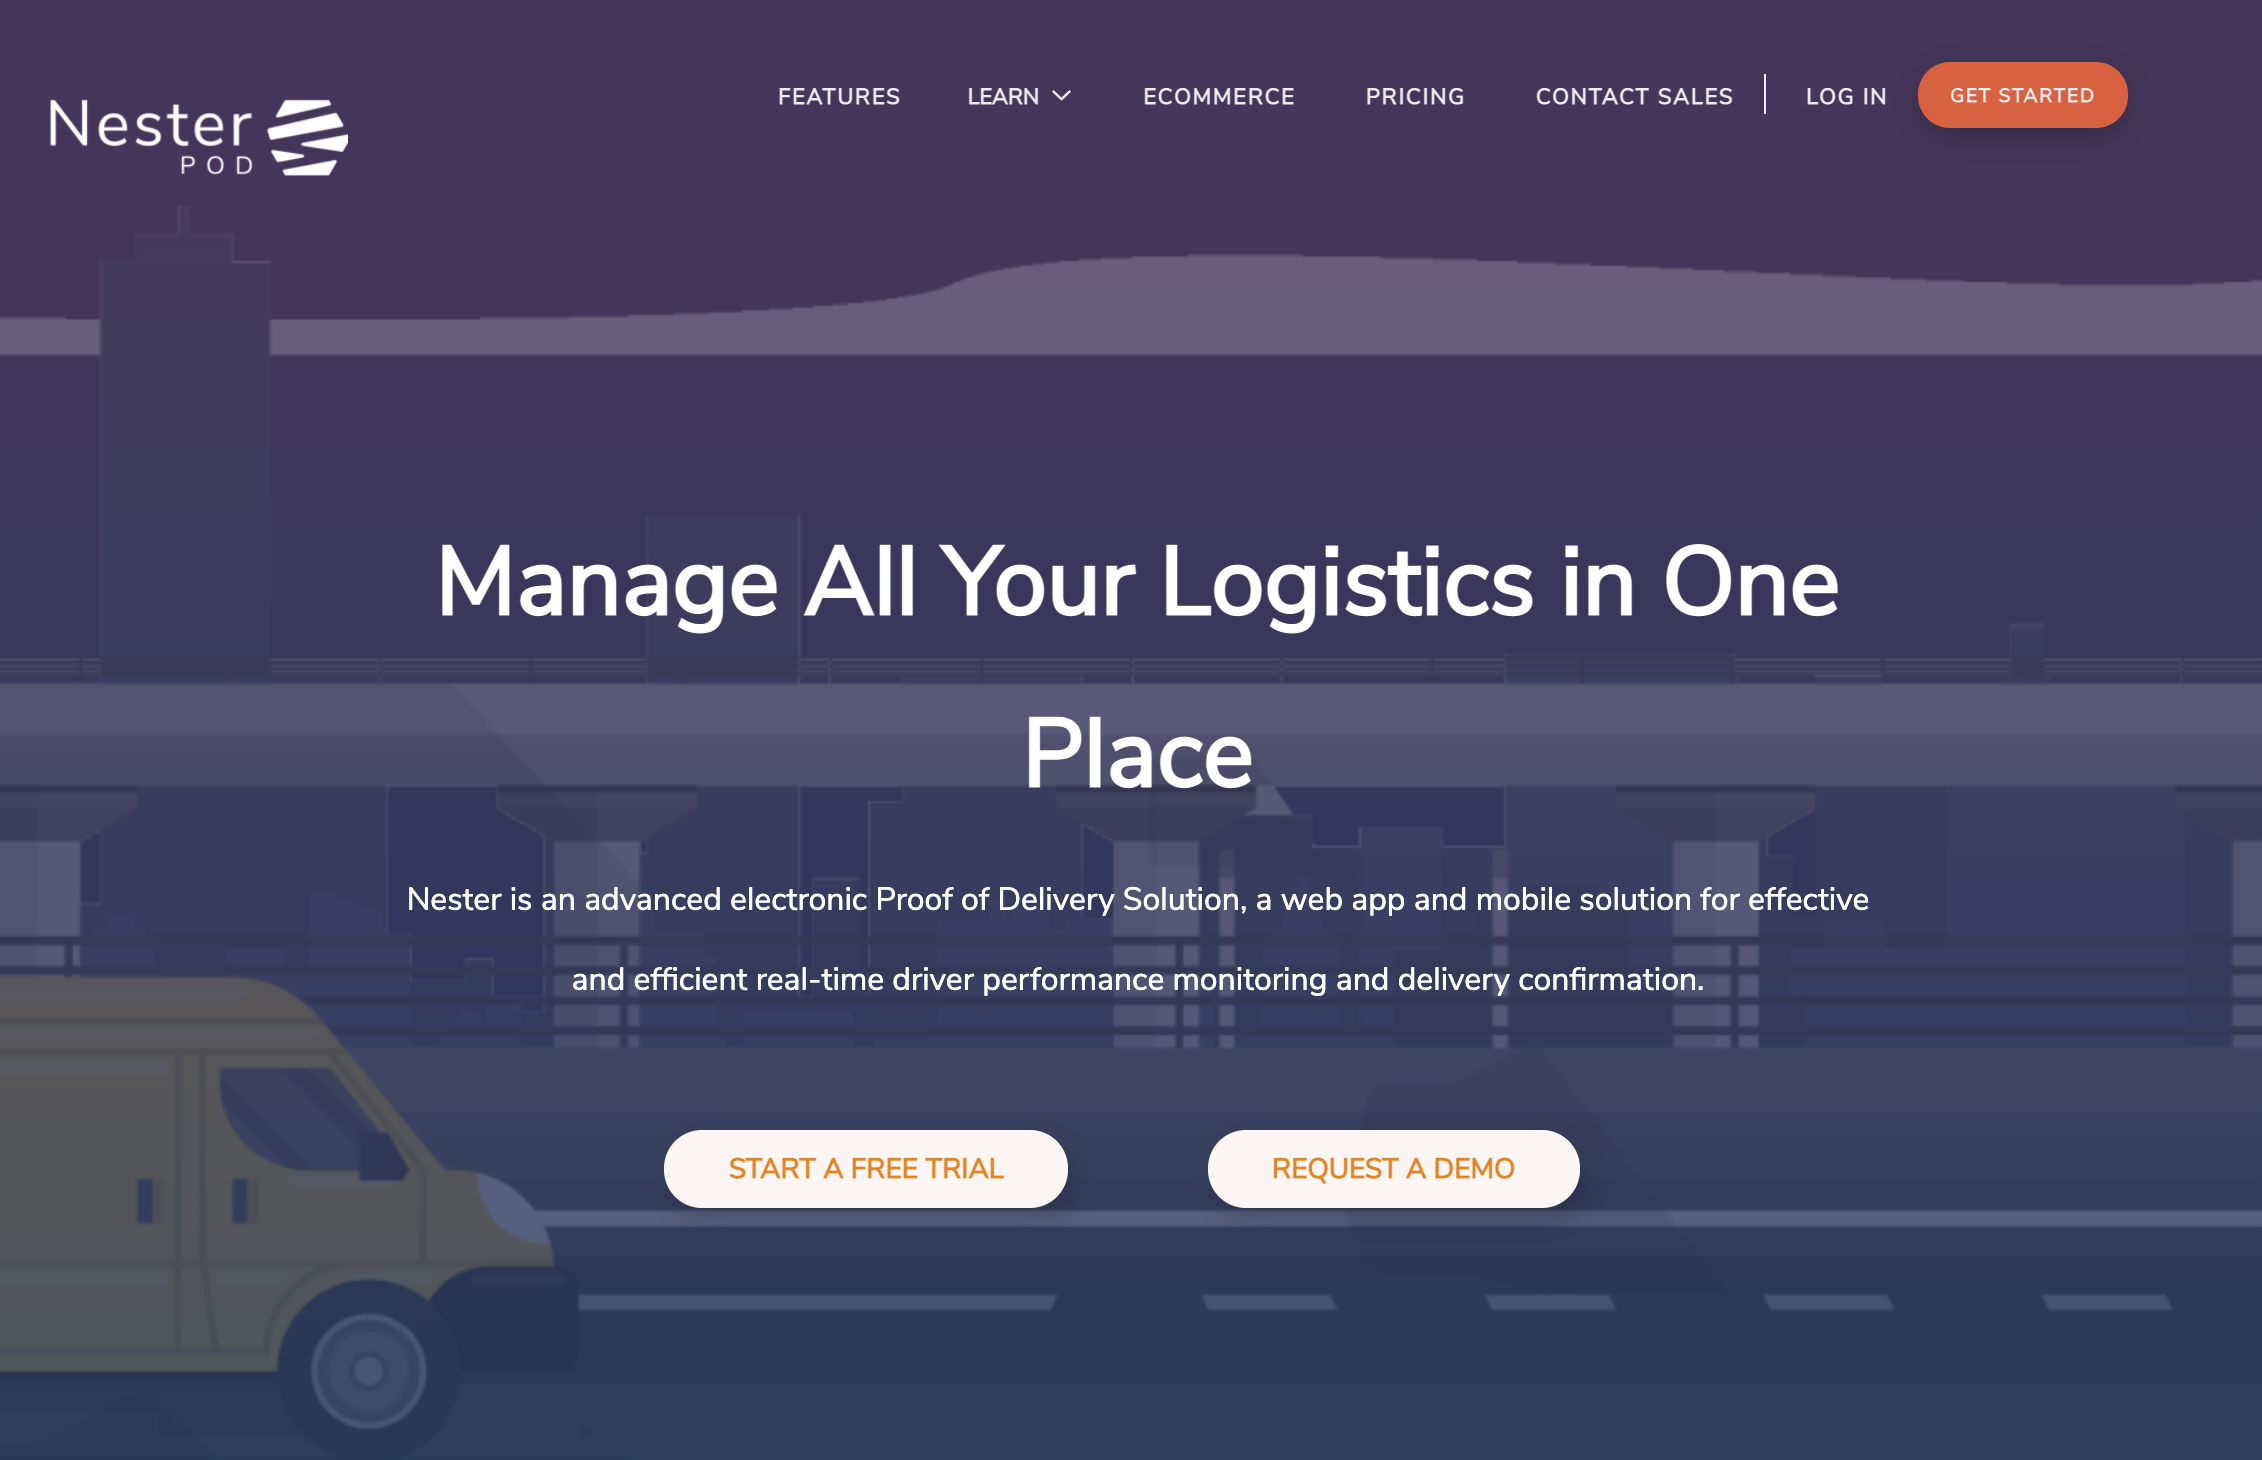 Nester
POD
FEATURES
LEARN
ECOMMERCE
PRICING
CONTACT SALES
LOG IN
GET STARTED
Manage All Your Logistics in One
Place
Nester is an advanced electronic Proof of Delivery Solution, a web app and mobile solution for effective
and efficient real-time driver performance monitoring and delivery confirmation.
START A FREE TRIAL
REQUEST A DEMO